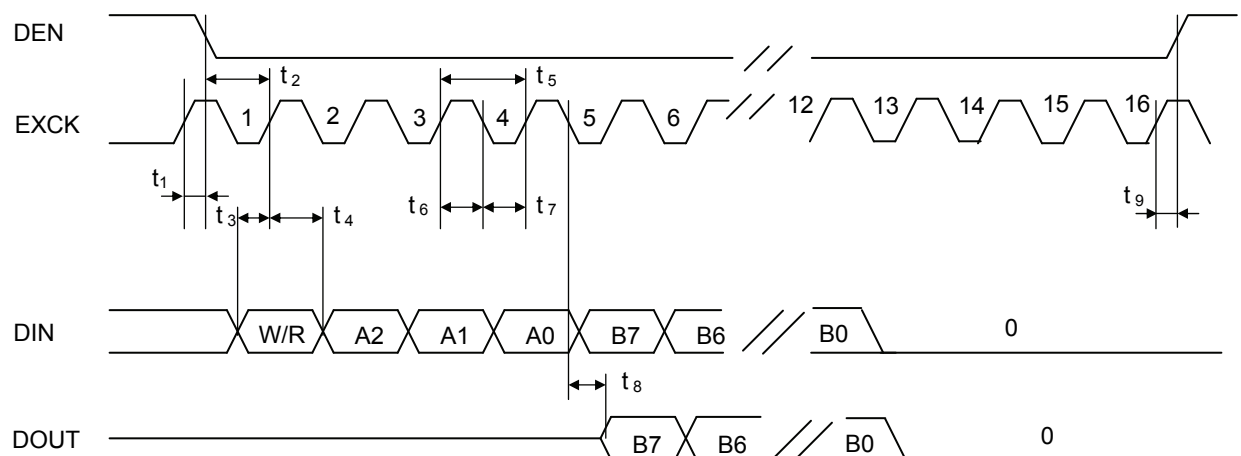 DEN
t2 t5
EXCK 1 2 3 4 5 6 12 13 14 15 16
t1 t3 t4 t6 t7 t9
DIN W/R A2 A1 A0 B7 B6 B0 0
t8
DOUT B7 B6 B0 0